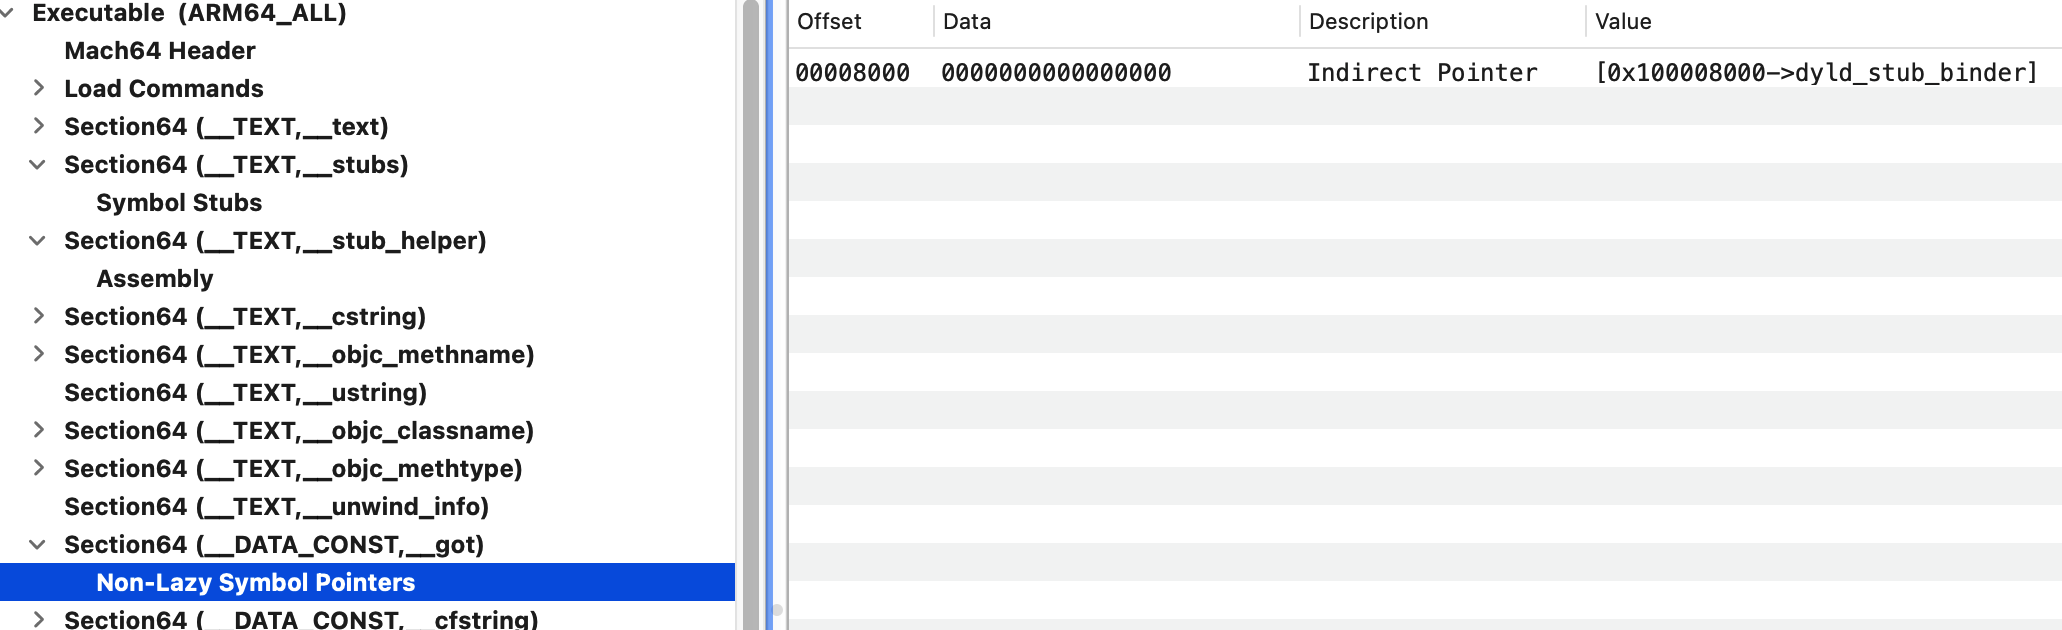 Executable (ARM64_ALL)
Mach64 Header
Load Commands
Section64 (__TEXT,__text)
Section64 (__TEXT,__stubs)
Symbol Stubs
Section64 (__TEXT,__stub_helper)
Assembly
Section64 (__TEXT,__cstring)
Section64 (__TEXT,__objc_methname)
Section64 (__TEXT,__ustring)
Section64 (__TEXT,__objc_classname)
Section64 (__TEXT,__objc_methtype)
Section64 (__TEXT,__unwind_info)
Section64 (__DATA_CONST,__got)
Non-Lazy Symbol Pointers
Section64 (__DATA_CONST,__cfstring)
Offset Data Description Value
00008000 0000000000000000 Indirect Pointer [0x100008000->dyld_stub_binder]